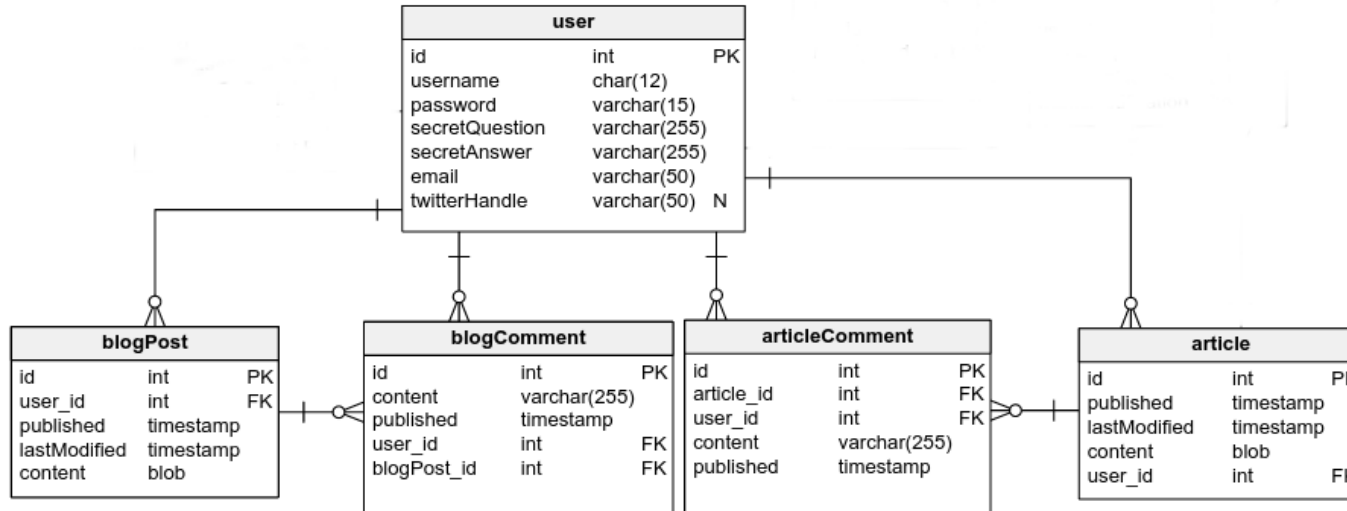 user
id int PK
username char(12)
password varchar(15)
secretQuestion varchar(255)
secretAnswer varchar(255)
email varchar(50)
twitterHandle varchar(50) N
blogPost
id int PK
user_id int FK
published timestamp
lastModified timestamp
content blob
blogComment
id int PK
content varchar(255)
published timestamp
user_id int FK
blogPost_id int FK
articleComment
id int PK
article_id int FK
user_id int FK
content varchar(255)
published timestamp
article
id int P
published timestamp
lastModified timestamp
content blob
user_id int F